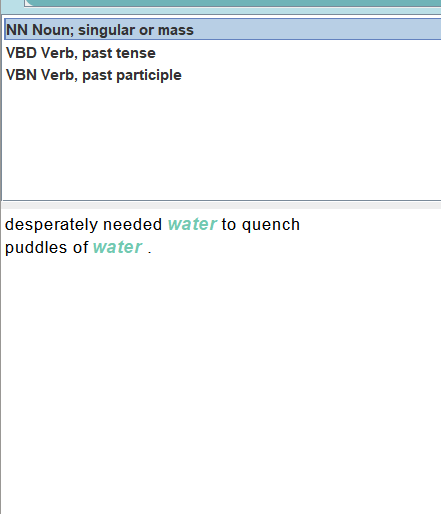 NN Noun; singular or mass
VBD Verb, past tense
VBN Verb, past participle
desperately needed water to quench
puddles of water .